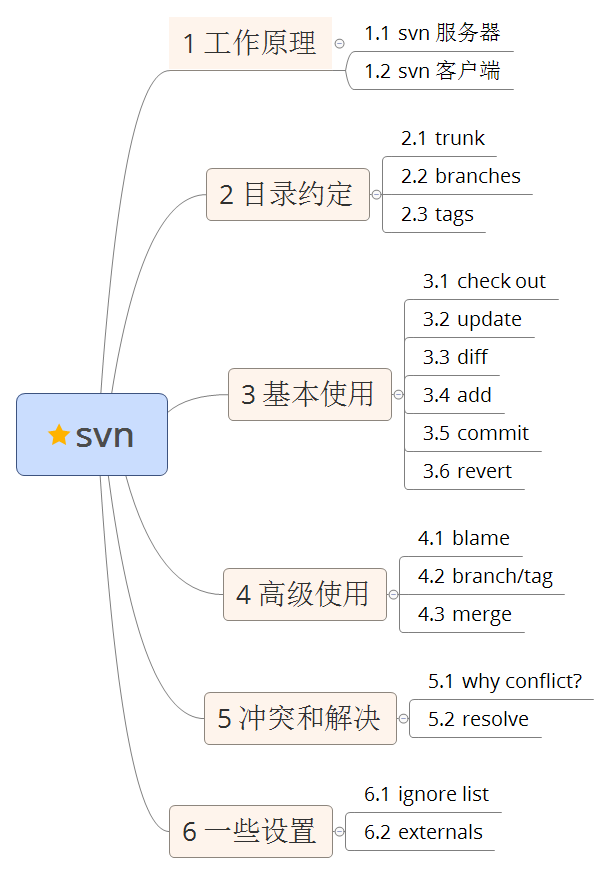 svn
1 工作原理
1.1 svn 服务器
1.2 svn 客户端
2 目录约定
2.1 trunk
2.2 branches
2.3 tags
3 基本使用
3.1 check out
3.2 update
3.3 diff
3.4 add
3.5 commit
3.6 revert
4 高级使用
4.1 blame
4.2 branch/tag
4.3 merge
5 冲突和解决
5.1 why conflict?
5.2 resolve
6 一些设置
6.1 ignore list
6.2 externals